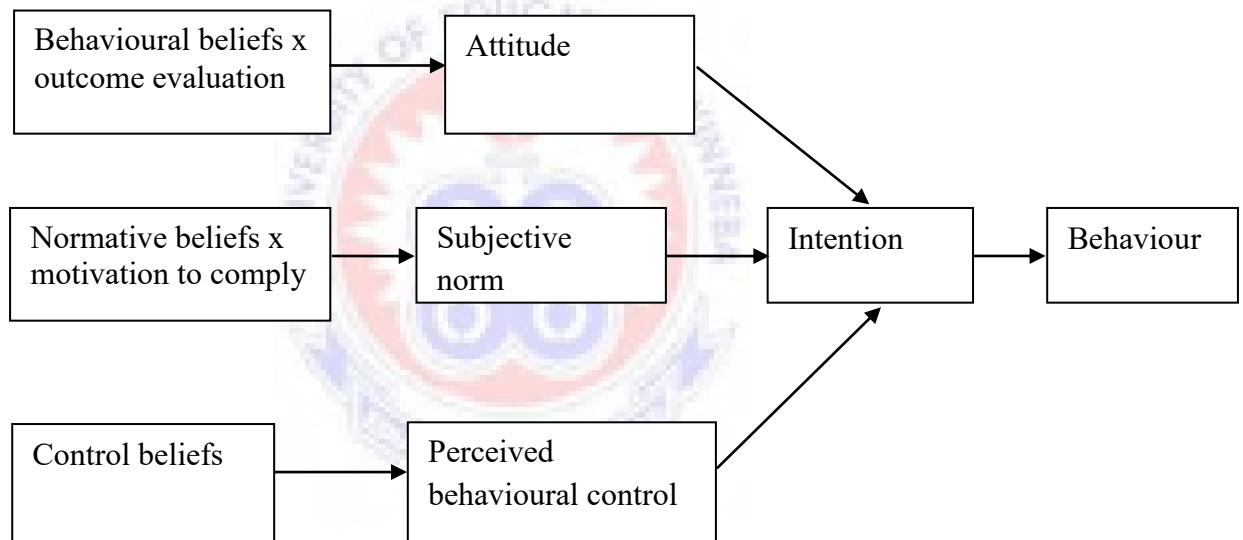 Behavioural beliefs x
outcome evaluation
Attitude
Normative beliefs x
motivation to comply
Subjective
norm
Intention
Behaviour
Control beliefs
Perceived
behavioural control